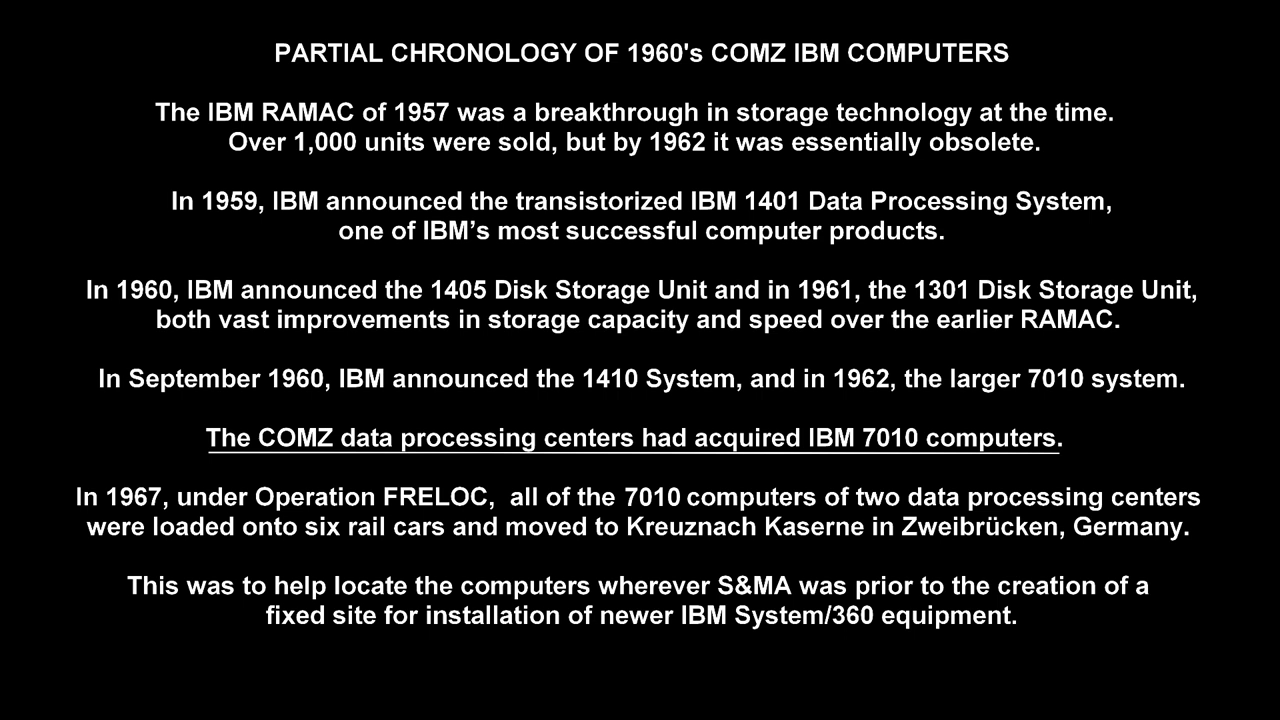 PARTIAL CHRONOLOGY OF 1960's COMZ IBM COMPUTERS
The IBM RAMAC of 1957 was a breakthrough in storage technology at the time.
Over 1,000 units were sold, but by 1962 it was essentially obsolete.
In 1959, IBM announced the transistorized IBM 1401 Data Processing System,
one of IBM’s most successful computer products.
In 1960, IBM announced the 1405 Disk Storage Unit and in 1961, the 1301 Disk Storage Unit,
both vast improvements in storage capacity and speed over the earlier RAMAC.
In September 1960, IBM announced the 1410 System, and in 1962, the larger 7010 system.
The COMZ data processing centers had acquired IBM 7010 computers.
In 1967, under Operation FRELOC, all of the 7010 computers of two data processing centers
were loaded onto six rail cars and moved to Kreuznach Kaserne in Zweibrücken, Germany.
This was to help locate the computers wherever S&MA was prior to the creation of a
fixed site for installation of newer IBM System/360 equipment.